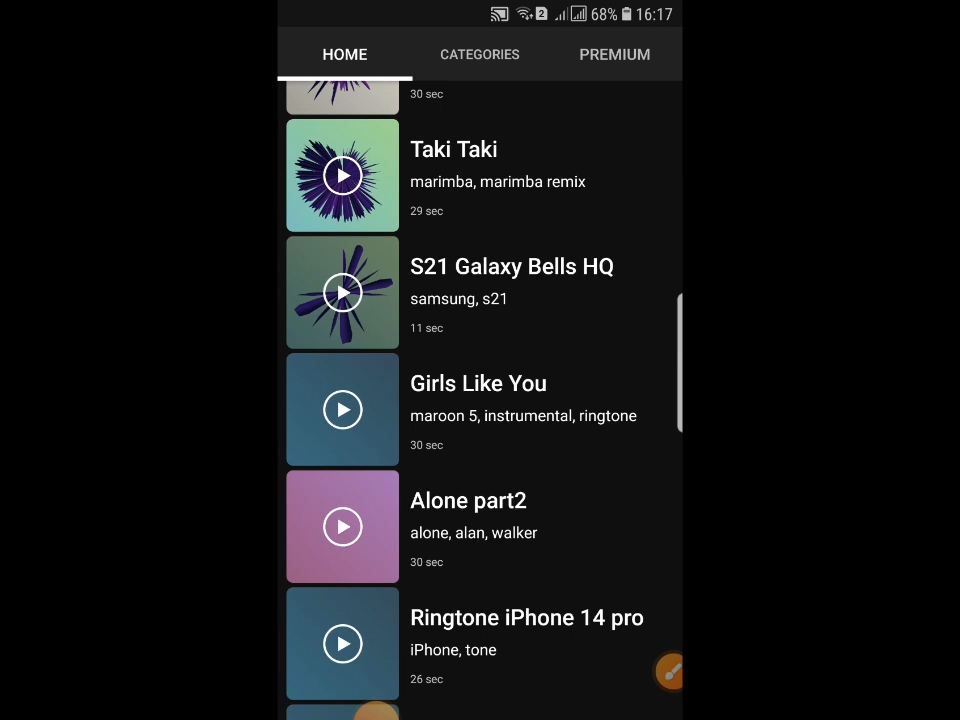 2 68% 16:17
HOME CATEGORIES PREMIUM
30 sec
Taki Taki
marimba, marimba remix
29 sec
S21 Galaxy Bells HQ
samsung, s21
11 sec
Girls Like You
maroon 5, instrumental, ringtone
30 sec
Alone part2
alone, alan, walker
30 sec
Ringtone iPhone 14 pro
iPhone, tone
26 sec